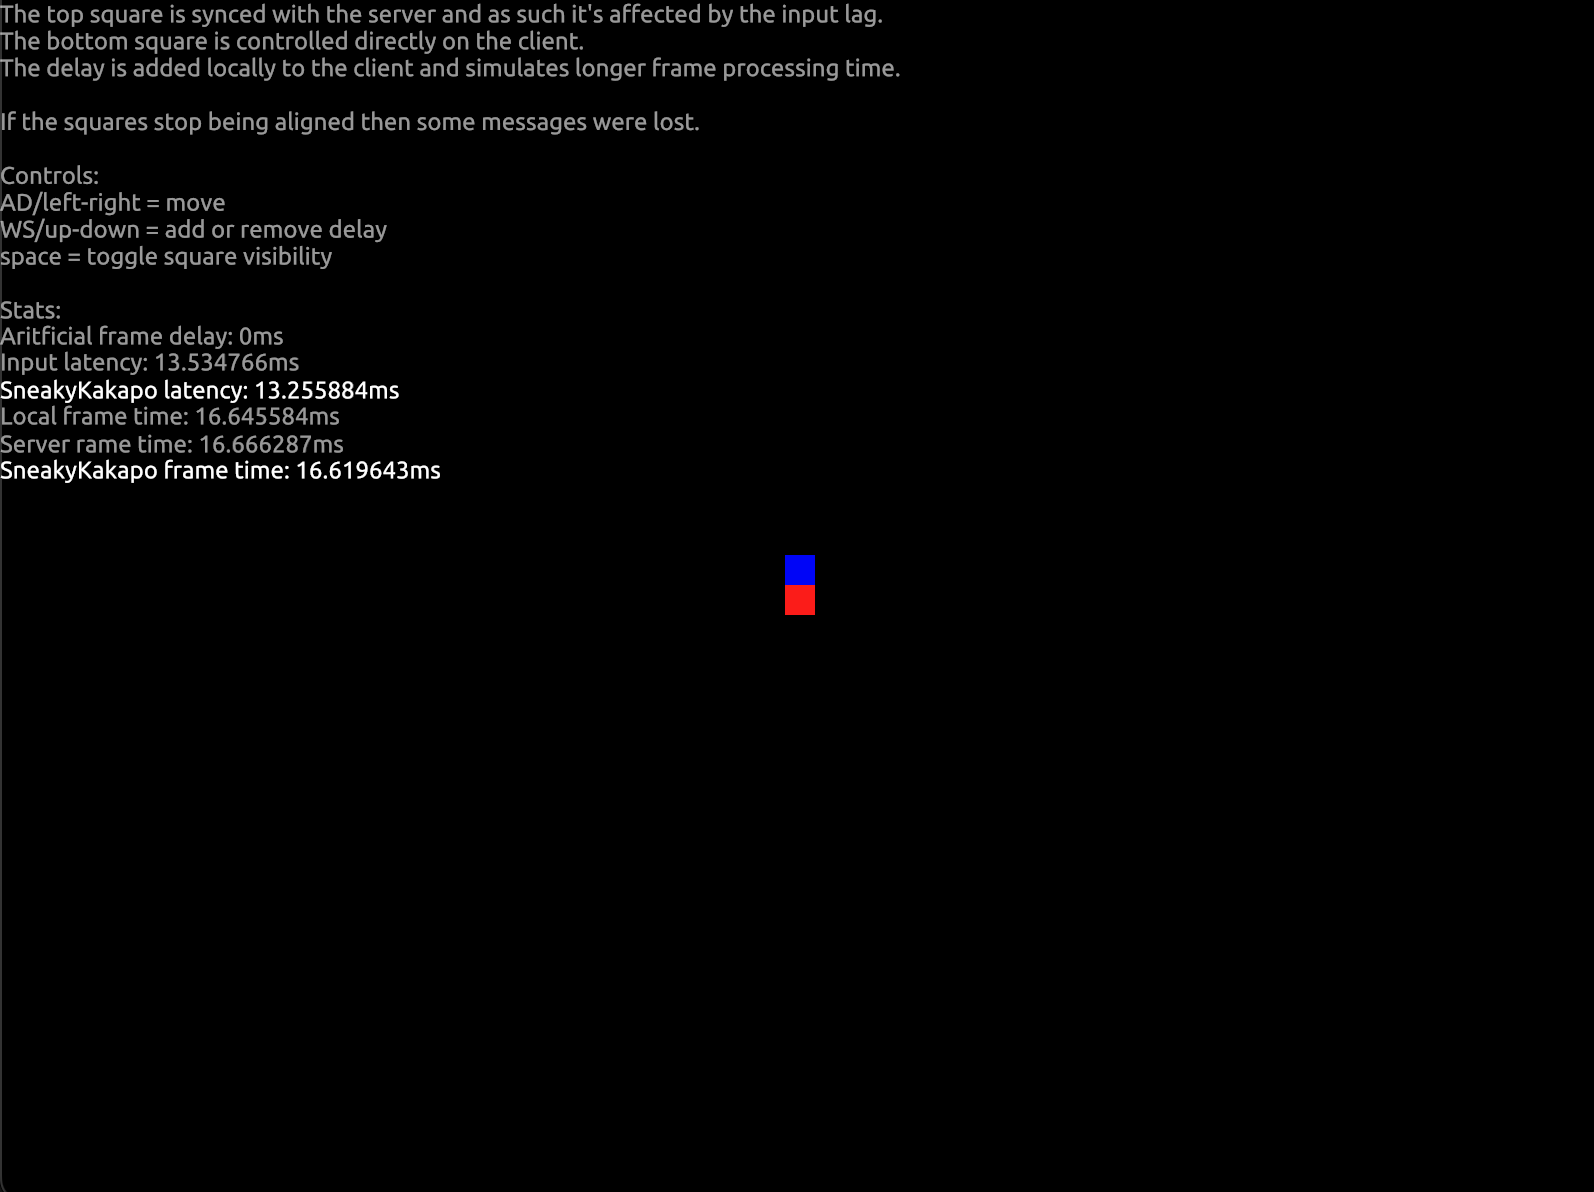 The top square is synced with the server and as such it's affected by the input lag.
The bottom square is controlled directly on the client.
The delay is added locally to the client and simulates longer frame processing time.
If the squares stop being aligned then some messages were lost.
Controls:
AD/left-right = move
WS/up-down = add or remove delay
space = toggle square visibility
Stats:
Aritficial frame delay: 0ms
Input latency: 13.534766ms
SneakyKakapo latency: 13.255884ms
Local frame time: 16.645584ms
Server rame time: 16.666287ms
SneakyKakapo frame time: 16.619643ms